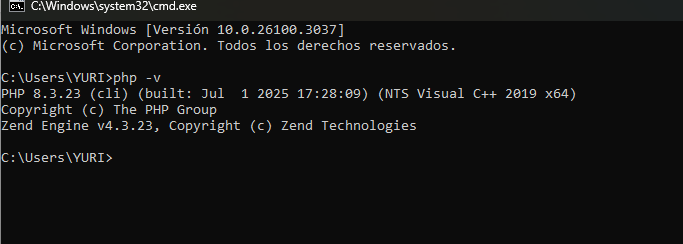 C:\Windows\system32\cmd.exe
Microsoft Windows [Versión 10.0.26100.3037]
(c) Microsoft Corporation. Todos los derechos reservados.
C:\Users\YURI>php -v
PHP 8.3.23 (cli) (built: Jul  1 2025 17:28:09) (NTS Visual C++ 2019 x64)
Copyright (c) The PHP Group
Zend Engine v4.3.23, Copyright (c) Zend Technologies
C:\Users\YURI>